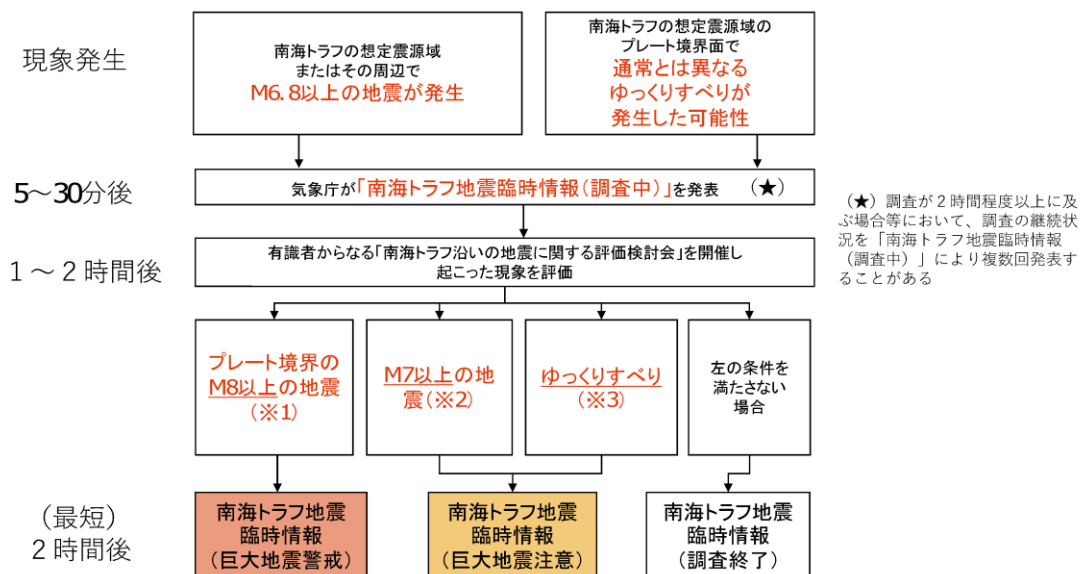 現象発生
南海トラフの想定震源域
またはその周辺で
M6.8以上の地震が発生
南海トラフの想定震源域の
プレート境界面で
通常とは異なる
ゆっくりすべりが
発生した可能性
5～30分後
気象庁が「南海トラフ地震臨時情報(調査中)」を発表 (★)
(★)調査が2時間程度以上に及
ぶ場合等において、調査の継続状
況を「南海トラフ地震臨時情報
(調査中)」により複数回発表す
ることがある
1～2時間後
有識者からなる「南海トラフ沿いの地震に関する評価検討会」を開催し
起こった現象を評価
プレート境界の
M8以上の地震
(※1)
M7以上の地
震(※2)
ゆっくりすべり
(※3)
左の条件を
満たさない
場合
(最短)
2時間後
南海トラフ地震
臨時情報
(巨大地震警戒)
南海トラフ地震
臨時情報
(巨大地震注意)
南海トラフ地震
臨時情報
(調査終了)